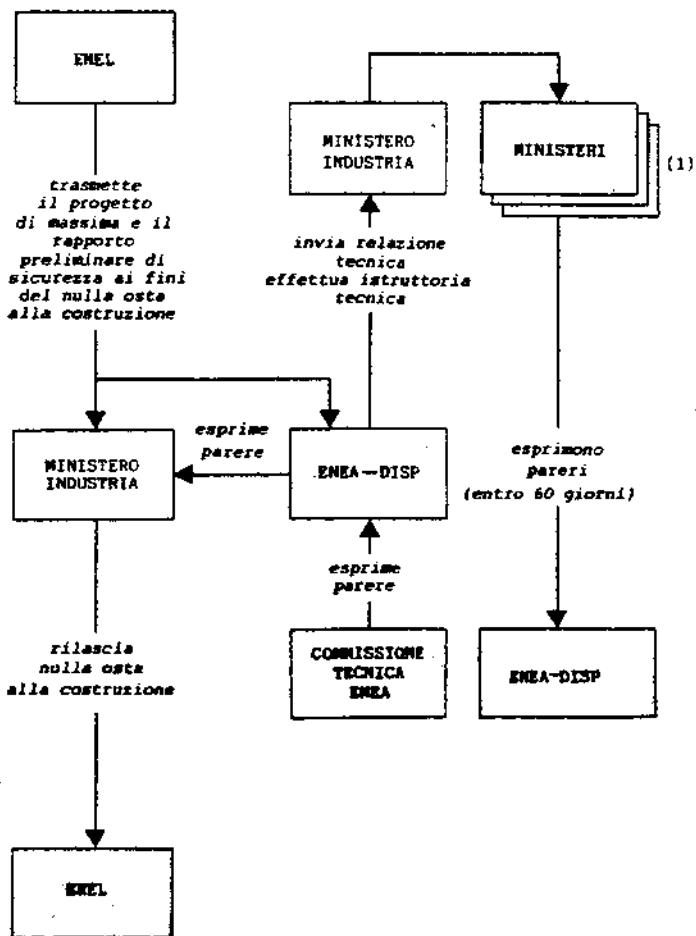 ENEL
MINISTERO
INDUSTRIA
MINISTERI
(1)
trasmette
il progetto
di massima e il
rapporto
preliminare di
sicurezza ai fini
del nulla osta
alla costruzione
invia relazione
tecnica
effettua istruttoria
tecnica
MINISTERO
INDUSTRIA
esprime
parere
ENEA-DISP
esprimono
pareri
(entro 60 giorni)
esprime
parere
rilascia
nulla osta
alla costruzione
COMMISSIONE
TECNICA
ENEA
ENEA-DISP
ENEL